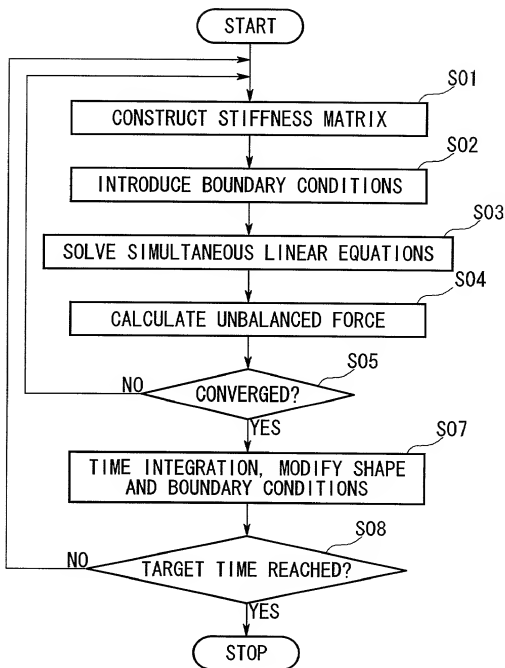 START
S01
CONSTRUCT STIFFNESS MATRIX
S02
INTRODUCE BOUNDARY CONDITIONS
S03
SOLVE SIMULTANEOUS LINEAR EQUATIONS
S04
CALCULATE UNBALANCED FORCE
S05
NO
CONVERGED?
YES
S07
TIME INTEGRATION, MODIFY SHAPE
AND BOUNDARY CONDITIONS
S08
NO
TARGET TIME REACHED?
YES
STOP